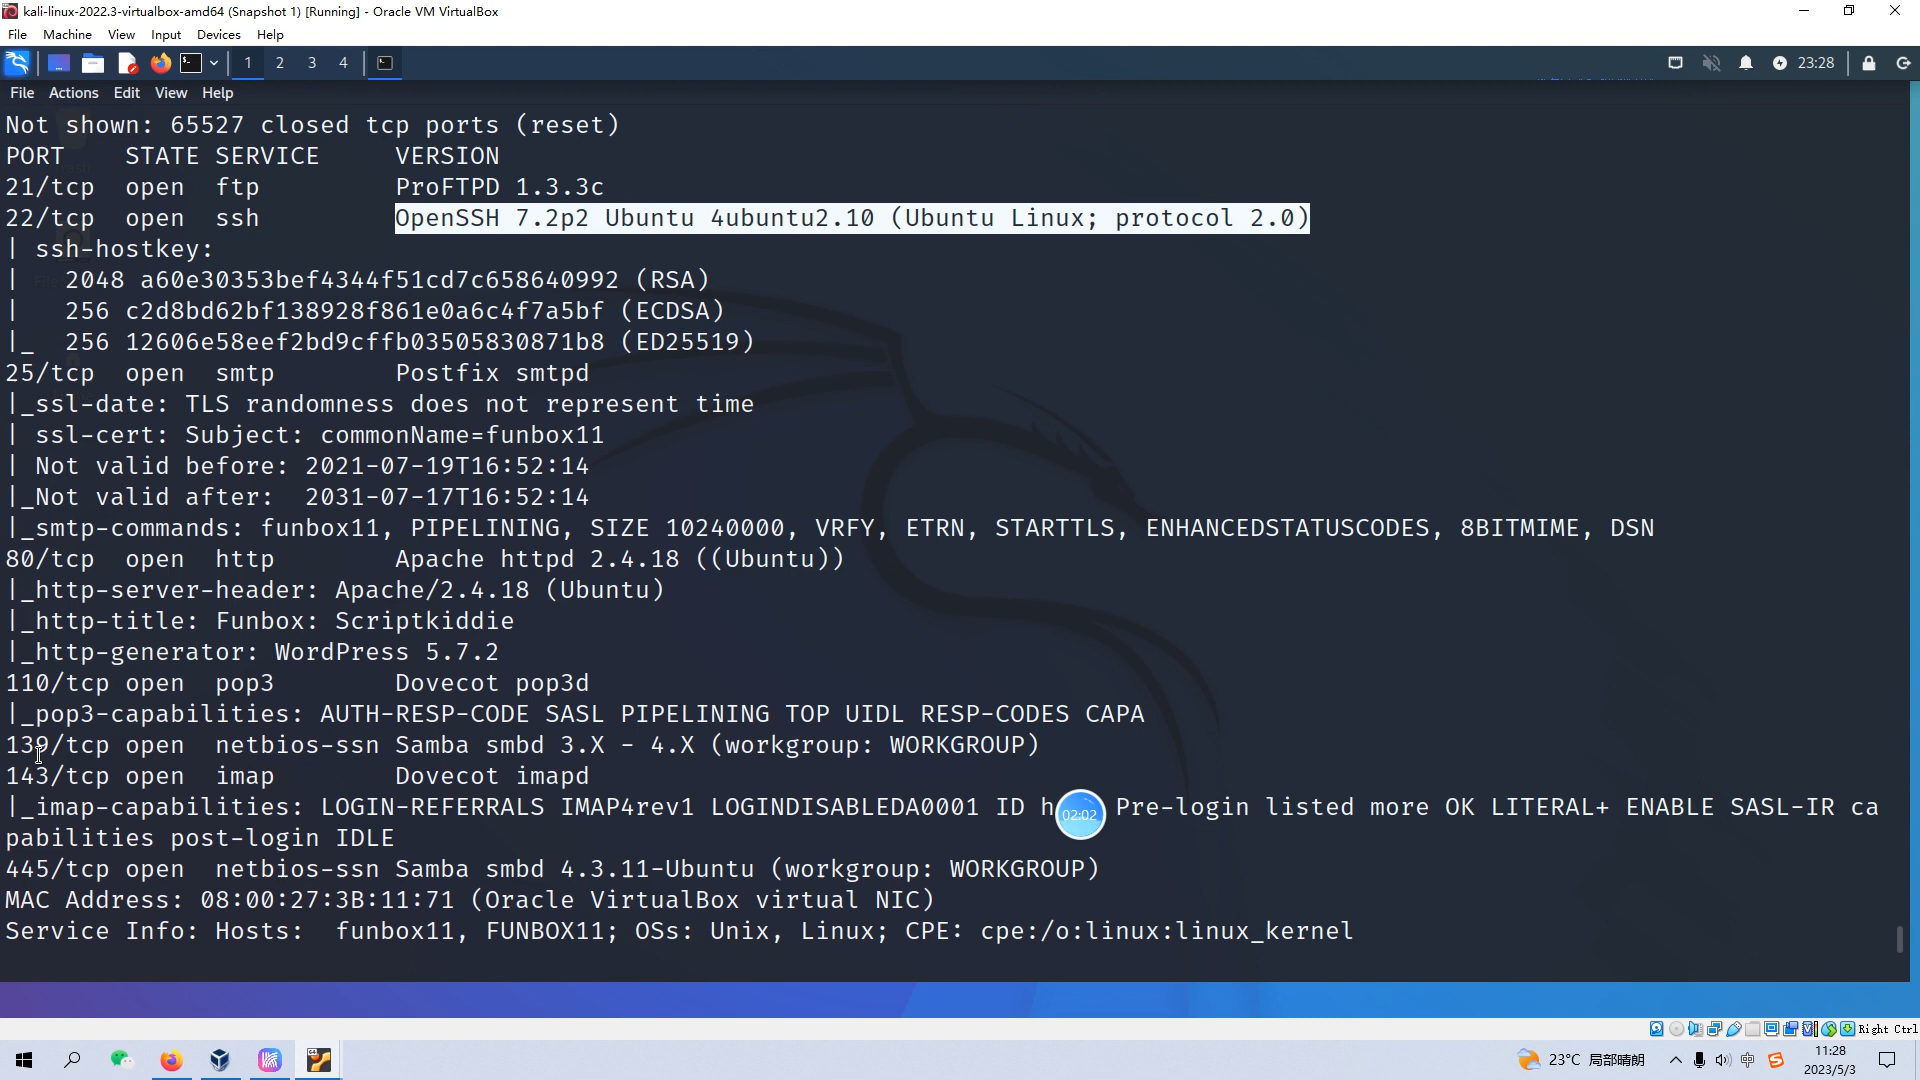 kali-linux-2022.3-virtualbox-amd64 (Snapshot 1) [Running] - Oracle VM VirtualBox
File Machine View Input Devices Help
1 2 3 4 23:28
File Actions Edit View Help
Not shown: 65527 closed tcp ports (reset)
PORT STATE SERVICE VERSION
21/tcp open ftp ProFTPD 1.3.3c
22/tcp open ssh OpenSSH 7.2p2 Ubuntu 4ubuntu2.10 (Ubuntu Linux; protocol 2.0)
| ssh-hostkey:
| 2048 a60e30353bef4344f51cd7c658640992 (RSA)
| 256 c2d8bd62bf138928f861e0a6c4f7a5bf (ECDSA)
|_ 256 12606e58eef2bd9cffb03505830871b8 (ED25519)
25/tcp open smtp Postfix smtpd
|_ssl-date: TLS randomness does not represent time
| ssl-cert: Subject: commonName=funbox11
| Not valid before: 2021-07-19T16:52:14
|_Not valid after: 2031-07-17T16:52:14
|_smtp-commands: funbox11, PIPELINING, SIZE 10240000, VRFY, ETRN, STARTTLS, ENHANCEDSTATUSCODES, 8BITMIME, DSN
80/tcp open http Apache httpd 2.4.18 ((Ubuntu))
|_http-server-header: Apache/2.4.18 (Ubuntu)
|_http-title: Funbox: Scriptkiddie
|_http-generator: WordPress 5.7.2
110/tcp open pop3 Dovecot pop3d
|_pop3-capabilities: AUTH-RESP-CODE SASL PIPELINING TOP UIDL RESP-CODES CAPA
139/tcp open netbios-ssn Samba smbd 3.X - 4.X (workgroup: WORKGROUP)
143/tcp open imap Dovecot imapd
|_imap-capabilities: LOGIN-REFERRALS IMAP4rev1 LOGINDISABLEDA0001 ID 02:02 Pre-login listed more OK LITERAL+ ENABLE SASL-IR ca
pabilities post-login IDLE
445/tcp open netbios-ssn Samba smbd 4.3.11-Ubuntu (workgroup: WORKGROUP)
MAC Address: 08:00:27:3B:11:71 (Oracle VirtualBox virtual NIC)
Service Info: Hosts: funbox11, FUNBOX11; OSs: Unix, Linux; CPE: cpe:/o:linux:linux_kernel
Right Ctrl
23°C 局部晴朗 中 11:28
2023/5/3